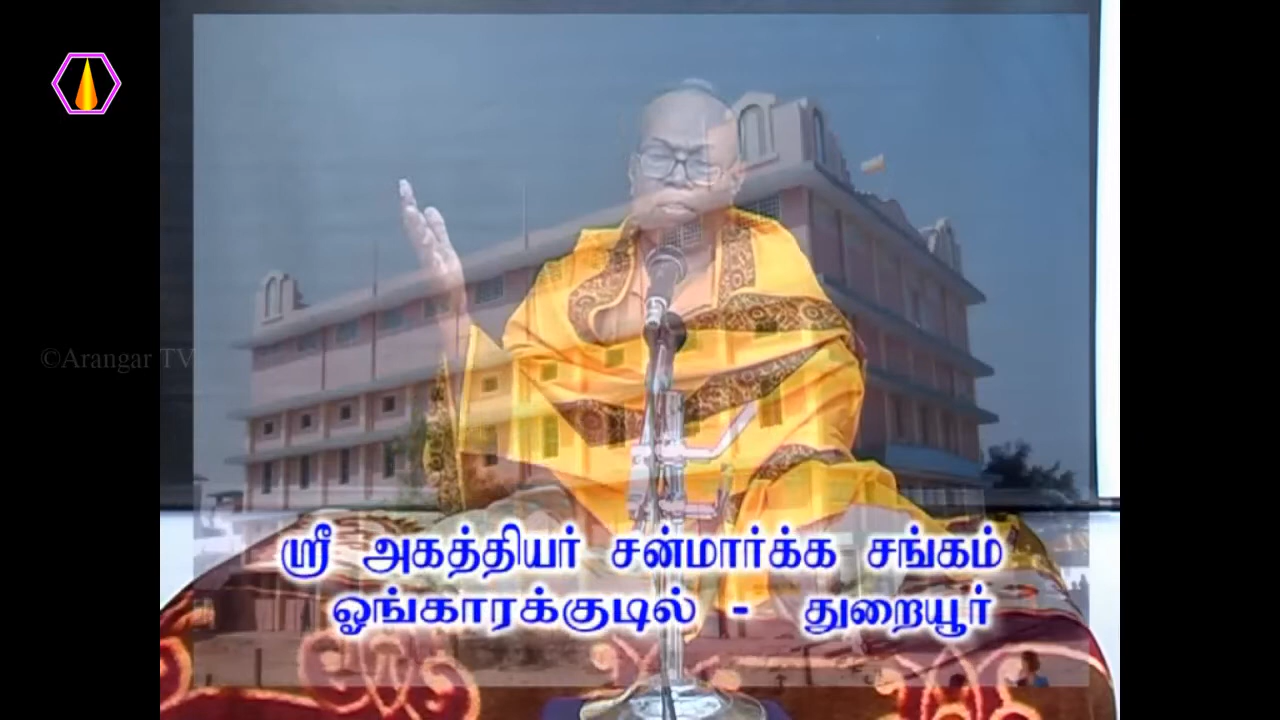 ©Arangar TV
ஸ்ரீ அகத்தியர் சன்மார்க்க சங்கம்
ஓங்காரக்குடில் - துறையூர்